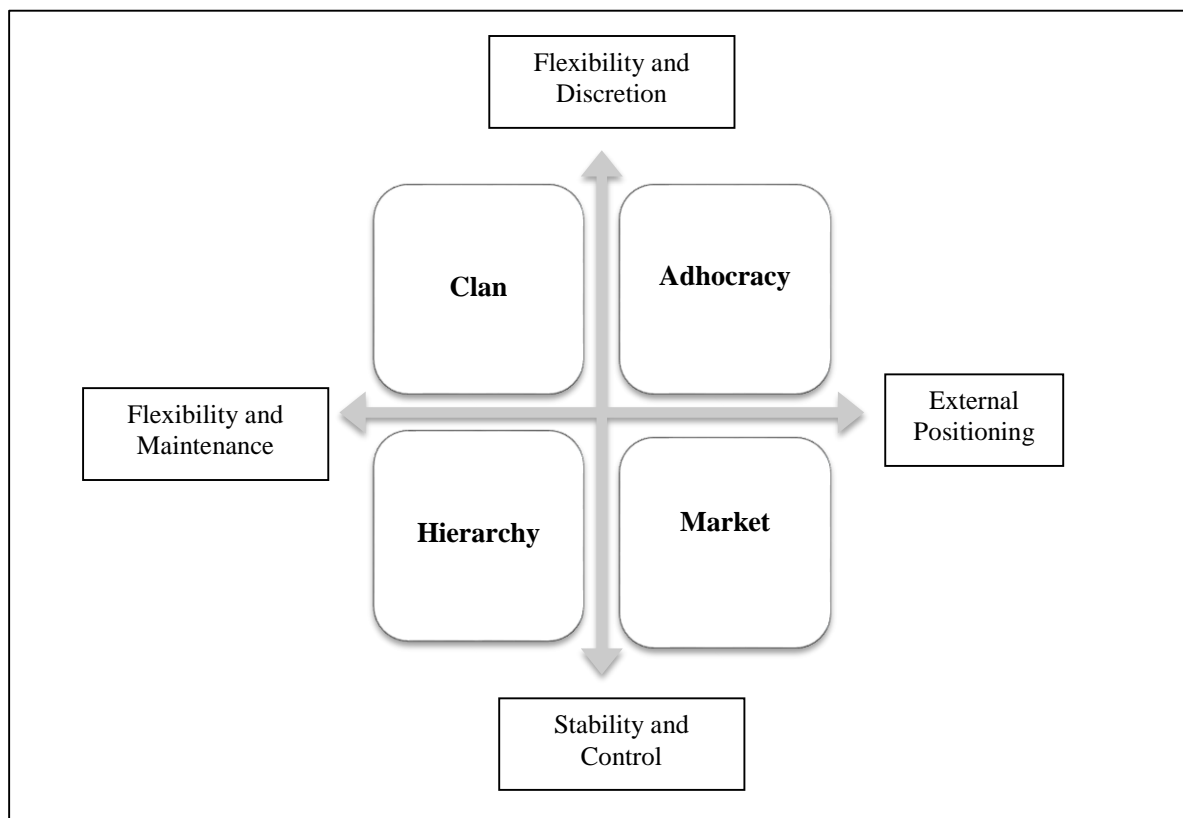 Flexibility and
Discretion
Clan
Adhocracy
Flexibility and
Maintenance
External
Positioning
Hierarchy
Market
Stability and
Control